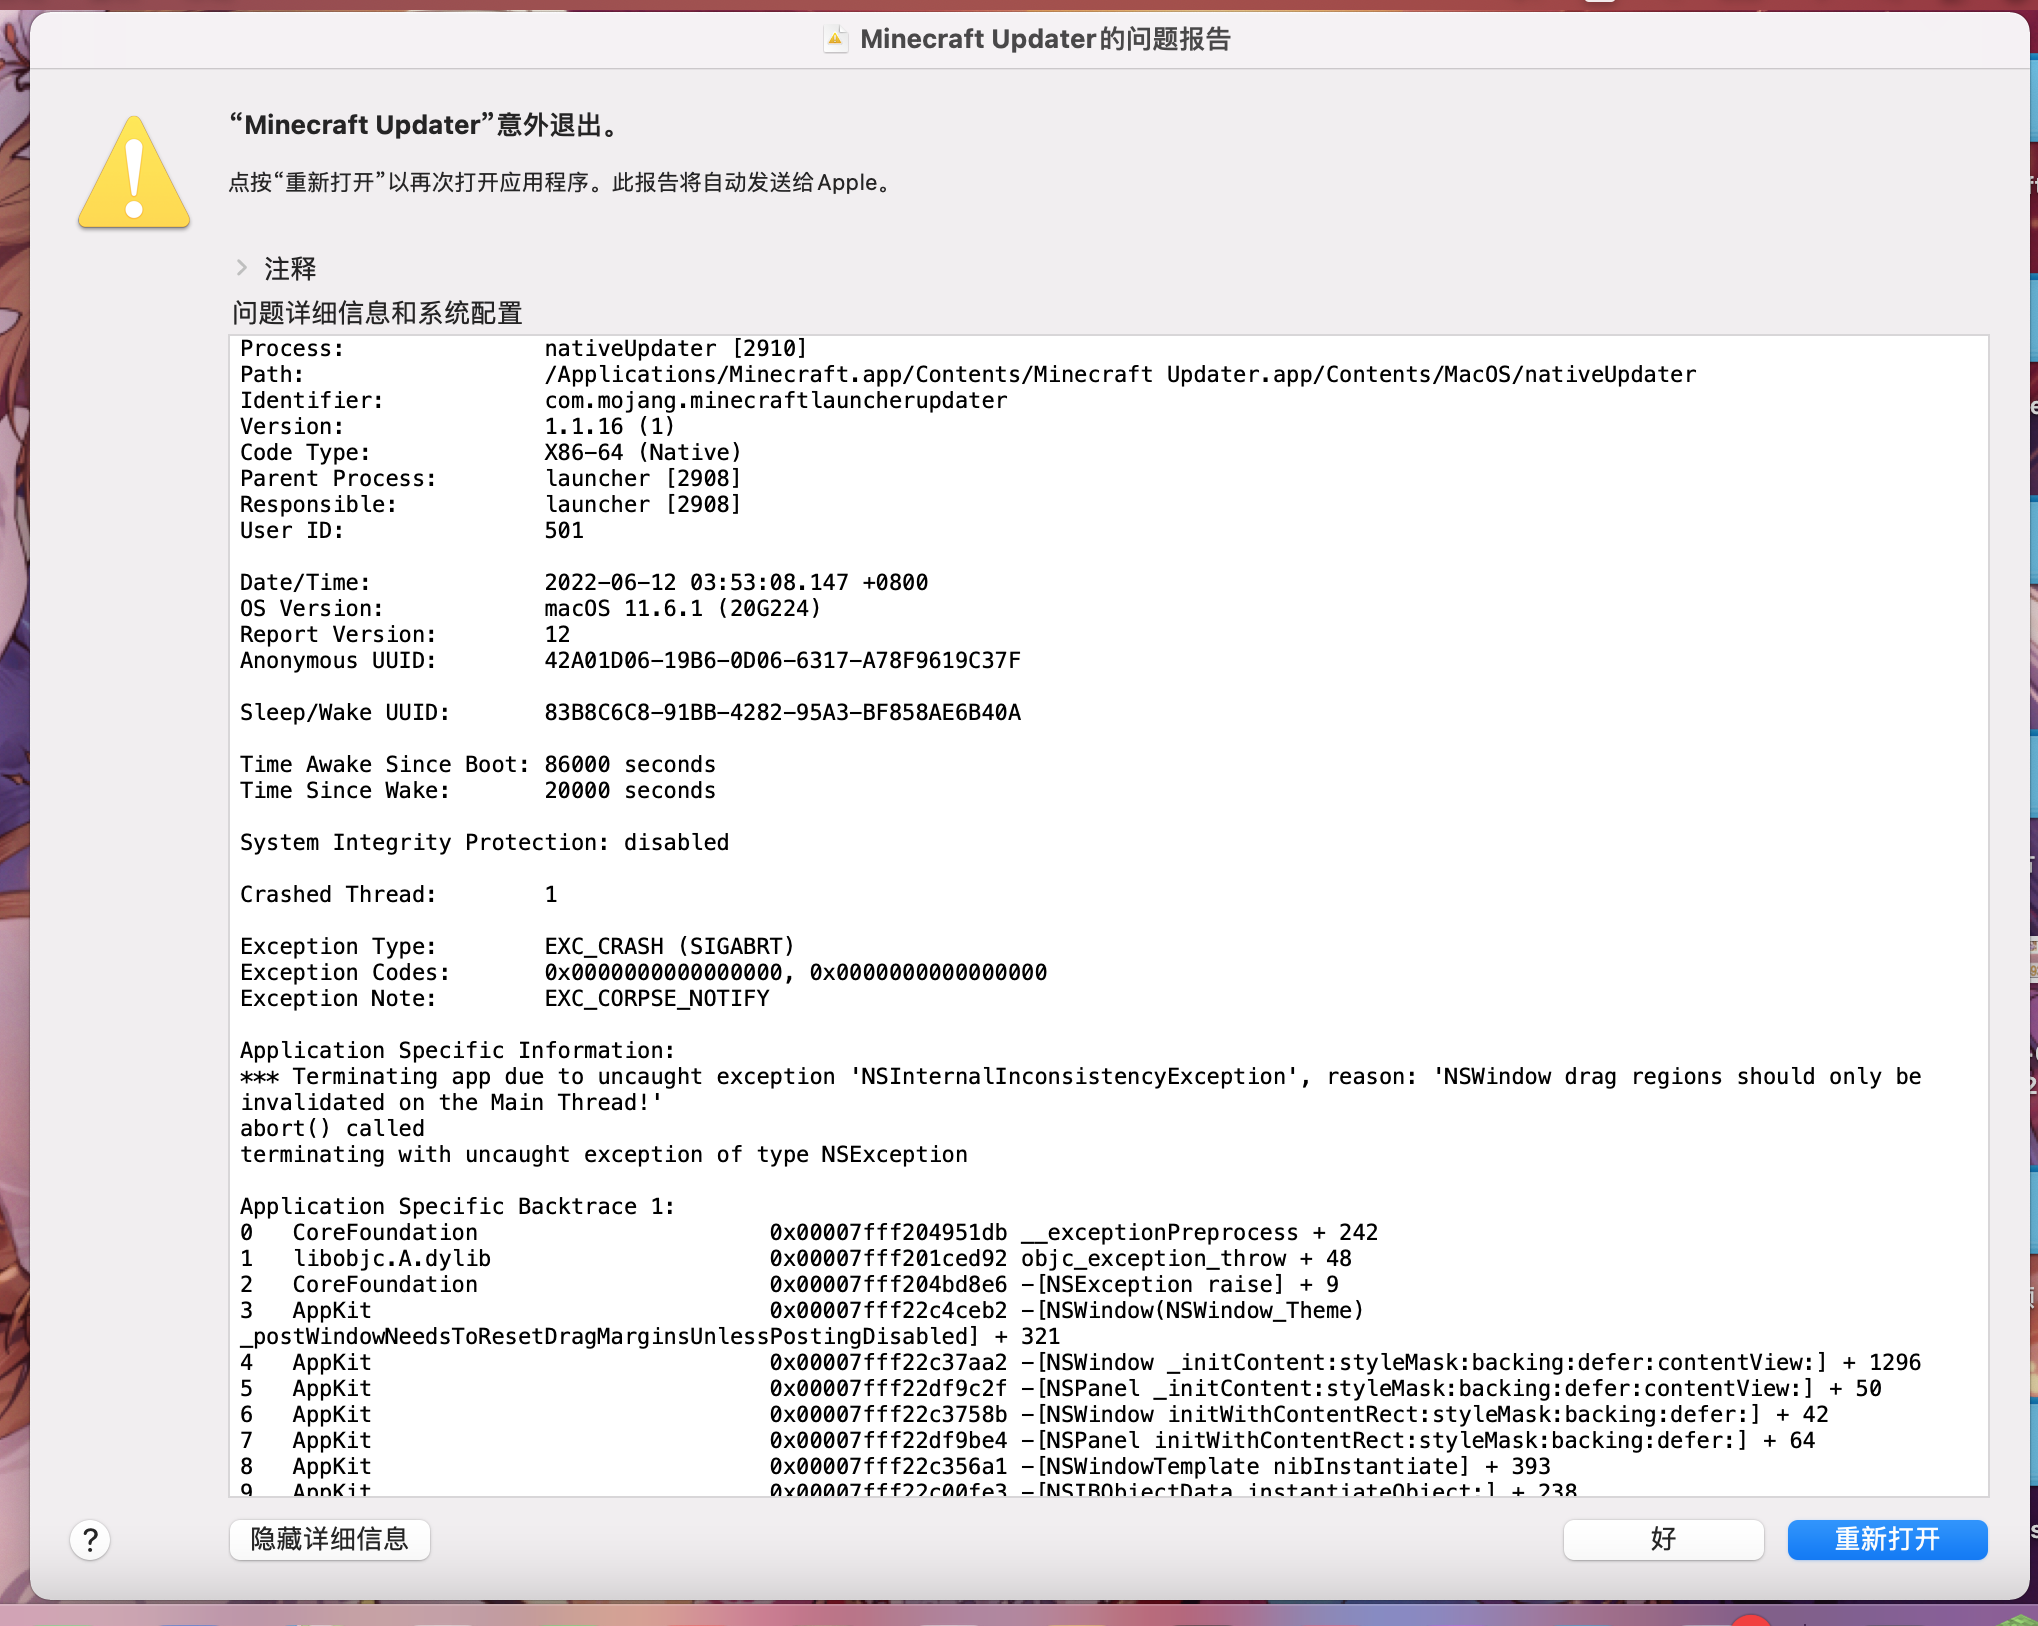 Minecraft Updater的问题报告
“Minecraft Updater”意外退出。
点按“重新打开”以再次打开应用程序。此报告将自动发送给Apple。
注释
问题详细信息和系统配置
Process: nativeUpdater [2910]
Path: /Applications/Minecraft.app/Contents/Minecraft Updater.app/Contents/MacOS/nativeUpdater
Identifier: com.mojang.minecraftlauncherupdater
Version: 1.1.16 (1)
Code Type: X86-64 (Native)
Parent Process: launcher [2908]
Responsible: launcher [2908]
User ID: 501
Date/Time: 2022-06-12 03:53:08.147 +0800
OS Version: macOS 11.6.1 (20G224)
Report Version: 12
Anonymous UUID: 42A01D06-19B6-0D06-6317-A78F9619C37F
Sleep/Wake UUID: 83B8C6C8-91BB-4282-95A3-BF858AE6B40A
Time Awake Since Boot: 86000 seconds
Time Since Wake: 20000 seconds
System Integrity Protection: disabled
Crashed Thread: 1
Exception Type: EXC_CRASH (SIGABRT)
Exception Codes: 0x0000000000000000, 0x0000000000000000
Exception Note: EXC_CORPSE_NOTIFY
Application Specific Information:
*** Terminating app due to uncaught exception 'NSInternalInconsistencyException', reason: 'NSWindow drag regions should only be
invalidated on the Main Thread!'
abort() called
terminating with uncaught exception of type NSException
Application Specific Backtrace 1:
0 CoreFoundation 0x00007fff204951db __exceptionPreprocess + 242
1 libobjc.A.dylib 0x00007fff201ced92 objc_exception_throw + 48
2 CoreFoundation 0x00007fff204bd8e6 -[NSException raise] + 9
3 AppKit 0x00007fff22c4ceb2 -[NSWindow(NSWindow_Theme)
_postWindowNeedsToResetDragMarginsUnlessPostingDisabled] + 321
4 AppKit 0x00007fff22c37aa2 -[NSWindow _initContent:styleMask:backing:defer:contentView:] + 1296
5 AppKit 0x00007fff22df9c2f -[NSPanel _initContent:styleMask:backing:defer:contentView:] + 50
6 AppKit 0x00007fff22c3758b -[NSWindow initWithContentRect:styleMask:backing:defer:] + 42
7 AppKit 0x00007fff22df9be4 -[NSPanel initWithContentRect:styleMask:backing:defer:] + 64
8 AppKit 0x00007fff22c356a1 -[NSWindowTemplate nibInstantiate] + 393
9 AppKit 0x00007fff22c00fe3 -[NSIBObjectData instantiateObject:] + 238
?
隐藏详细信息
好
重新打开